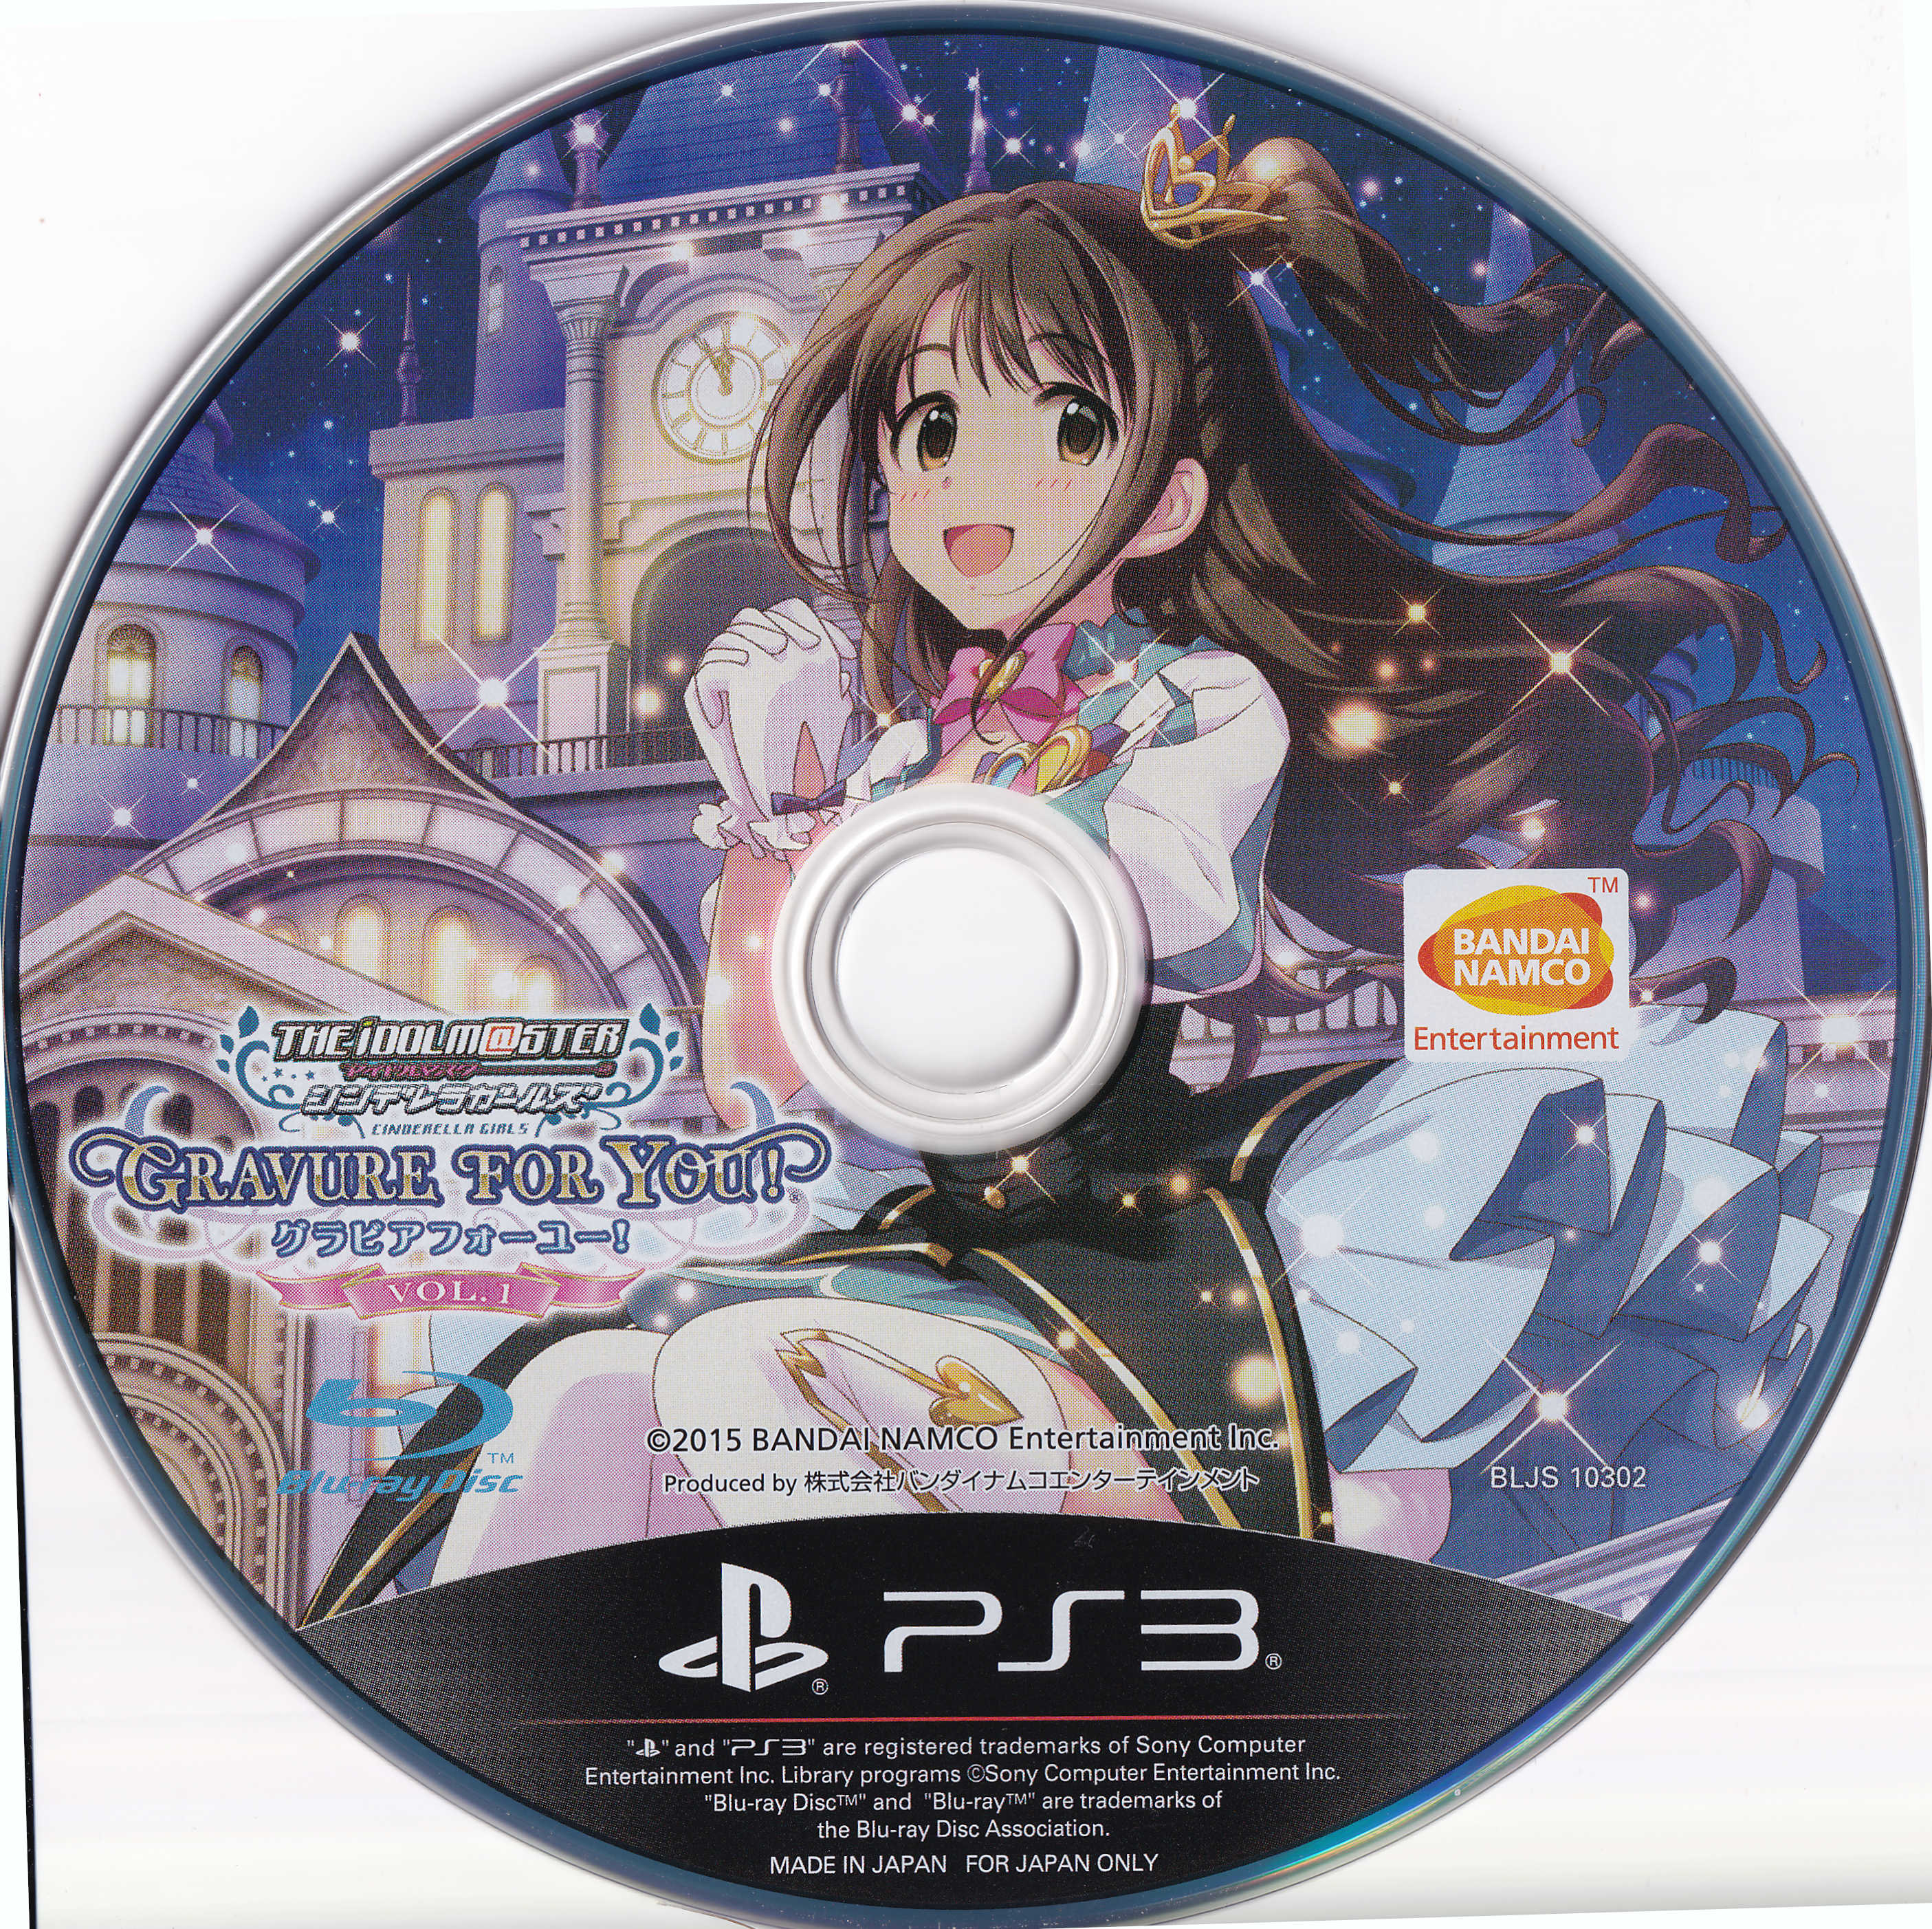 THE iDOLM@STER
アイドルマスター
シンデレラガールズ
CINDERELLA GIRLS
GRAVURE FOR YOU!®
グラビアフォーユー!
VOL.1
TM
BANDAI
NAMCO
Entertainment
Blu-ray Disc™
©2015 BANDAI NAMCO Entertainment Inc.
Produced by 株式会社バンダイナムコエンターテインメント
BLJS 10302
® PS3®
"PS" and "PS3" are registered trademarks of Sony Computer
Entertainment Inc. Library programs ©Sony Computer Entertainment Inc.
"Blu-ray Disc™" and "Blu-ray™" are trademarks of
the Blu-ray Disc Association.
MADE IN JAPAN FOR JAPAN ONLY